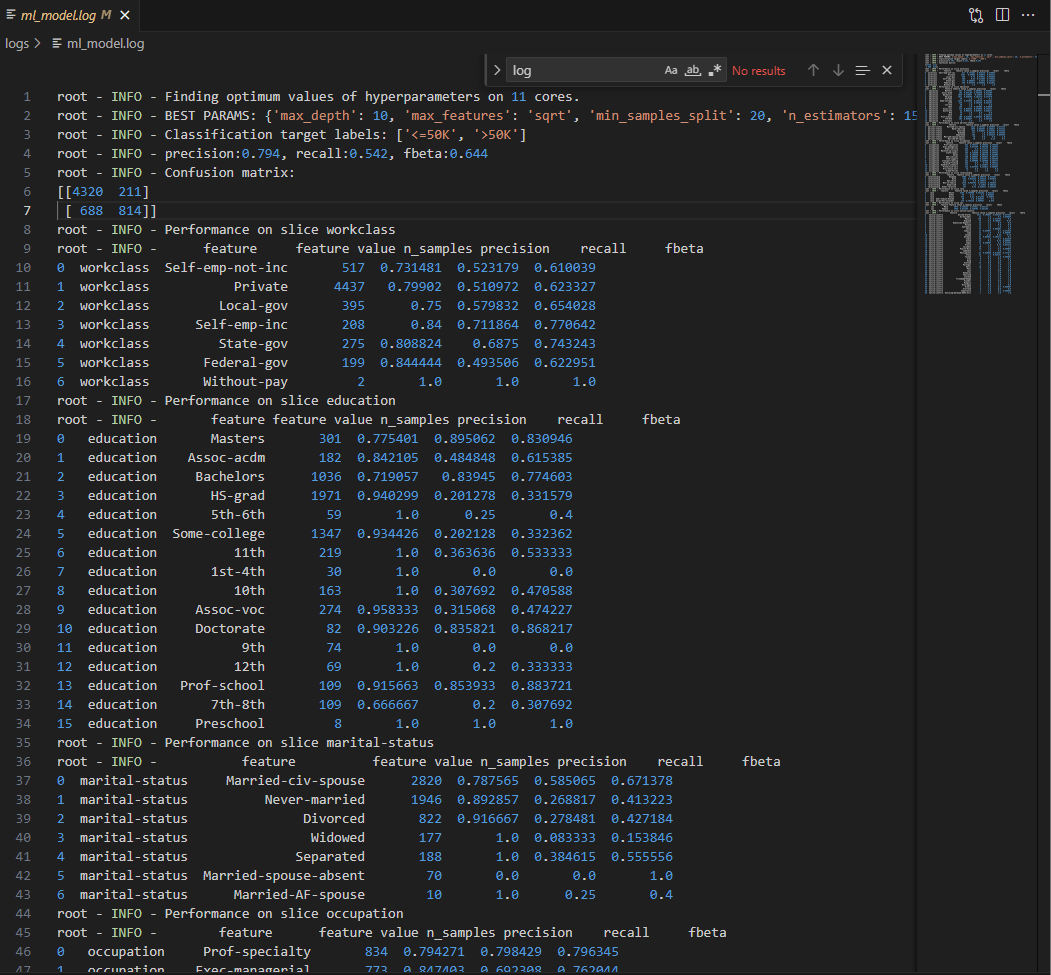 ml_model.log M
logs > ml_model.log
log Aa ab .* No results
1 root - INFO - Finding optimum values of hyperparameters on 11 cores.
2 root - INFO - BEST PARAMS: {'max_depth': 10, 'max_features': 'sqrt', 'min_samples_split': 20, 'n_estimators': 15
3 root - INFO - Classification target labels: ['<=50K', '>50K']
4 root - INFO - precision:0.794, recall:0.542, fbeta:0.644
5 root - INFO - Confusion matrix:
6 [[4320 211]
7 [ 688 814]]
8 root - INFO - Performance on slice workclass
9 root - INFO - feature feature value n_samples precision recall fbeta
10 0 workclass Self-emp-not-inc 517 0.731481 0.523179 0.610039
11 1 workclass Private 4437 0.79902 0.510972 0.623327
12 2 workclass Local-gov 395 0.75 0.579832 0.654028
13 3 workclass Self-emp-inc 208 0.84 0.711864 0.770642
14 4 workclass State-gov 275 0.808824 0.6875 0.743243
15 5 workclass Federal-gov 199 0.844444 0.493506 0.622951
16 6 workclass Without-pay 2 1.0 1.0 1.0
17 root - INFO - Performance on slice education
18 root - INFO - feature feature value n_samples precision recall fbeta
19 0 education Masters 301 0.775401 0.895062 0.830946
20 1 education Assoc-acdm 182 0.842105 0.484848 0.615385
21 2 education Bachelors 1036 0.719057 0.83945 0.774603
22 3 education HS-grad 1971 0.940299 0.201278 0.331579
23 4 education 5th-6th 59 1.0 0.25 0.4
24 5 education Some-college 1347 0.934426 0.202128 0.332362
25 6 education 11th 219 1.0 0.363636 0.533333
26 7 education 1st-4th 30 1.0 0.0 0.0
27 8 education 10th 163 1.0 0.307692 0.470588
28 9 education Assoc-voc 274 0.958333 0.315068 0.474227
29 10 education Doctorate 82 0.903226 0.835821 0.868217
30 11 education 9th 74 1.0 0.0 0.0
31 12 education 12th 69 1.0 0.2 0.333333
32 13 education Prof-school 109 0.915663 0.853933 0.883721
33 14 education 7th-8th 109 0.666667 0.2 0.307692
34 15 education Preschool 8 1.0 1.0 1.0
35 root - INFO - Performance on slice marital-status
36 root - INFO - feature feature value n_samples precision recall fbeta
37 0 marital-status Married-civ-spouse 2820 0.787565 0.585065 0.671378
38 1 marital-status Never-married 1946 0.892857 0.268817 0.413223
39 2 marital-status Divorced 822 0.916667 0.278481 0.427184
40 3 marital-status Widowed 177 1.0 0.083333 0.153846
41 4 marital-status Separated 188 1.0 0.384615 0.555556
42 5 marital-status Married-spouse-absent 70 0.0 0.0 1.0
43 6 marital-status Married-AF-spouse 10 1.0 0.25 0.4
44 root - INFO - Performance on slice occupation
45 root - INFO - feature feature value n_samples precision recall fbeta
46 0 occupation Prof-specialty 834 0.794271 0.798429 0.796345
47 1 occupation Exec-managerial 773 0.847403 0.692308 0.762044